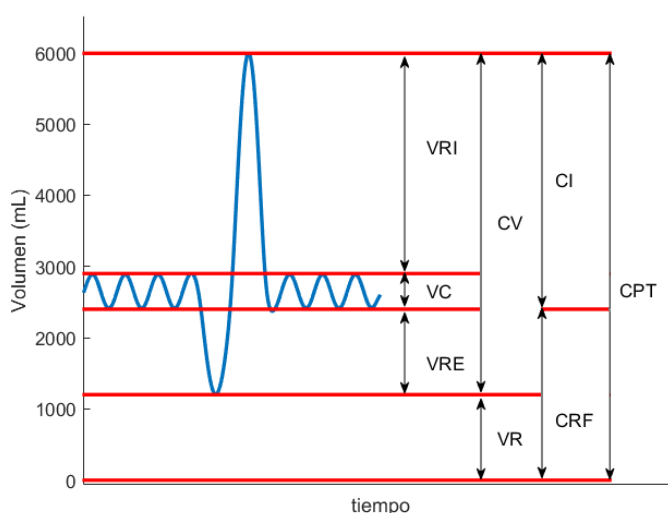 6000
5000
4000
3000
2000
1000
0
Volumen (mL)
tiempo
VRI
CI
CV
VC
CPT
VRE
CRF
VR